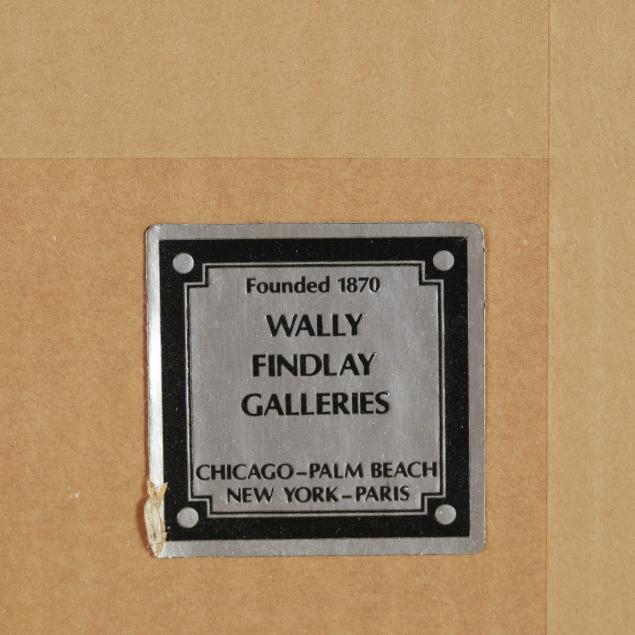 Founded 1870
WALLY
FINDLAY
GALLERIES
CHICAGO–PALM BEACH
NEW YORK–PARIS